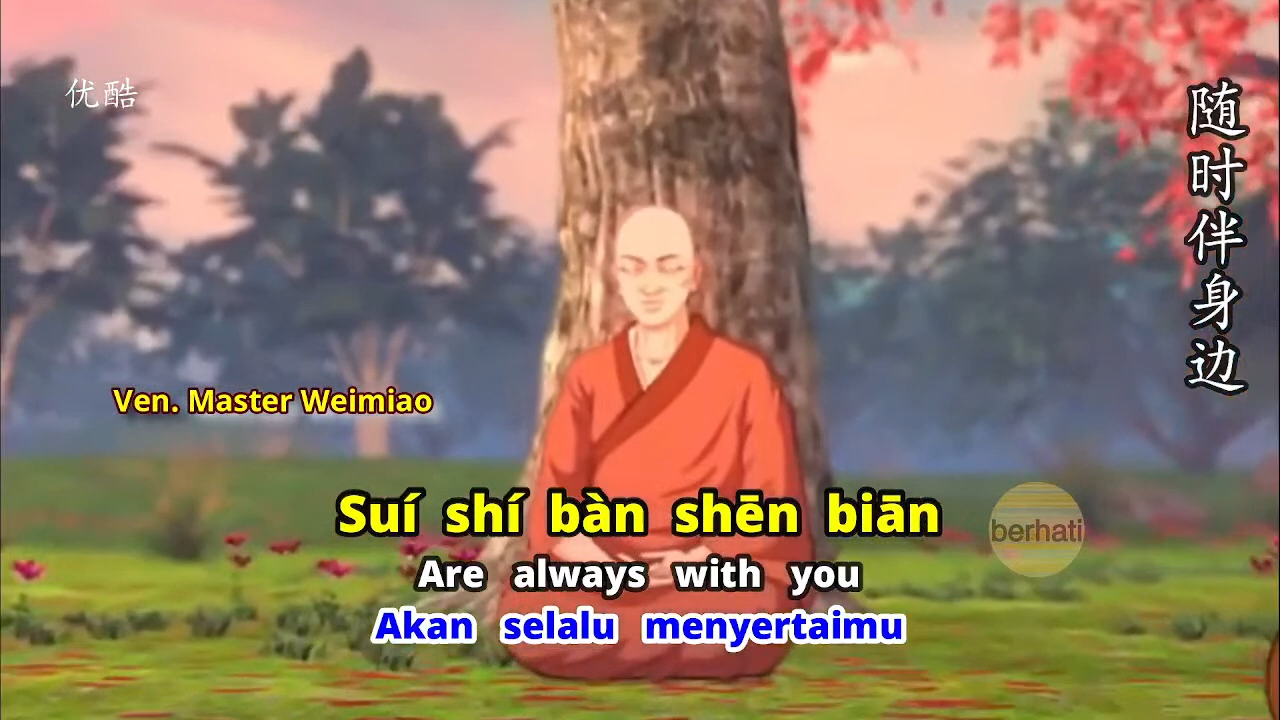 优酷
随时伴身边
Ven. Master Weimiao
Suí shí bàn shēn biān
berhati
Are always with you
Akan selalu menyertaimu